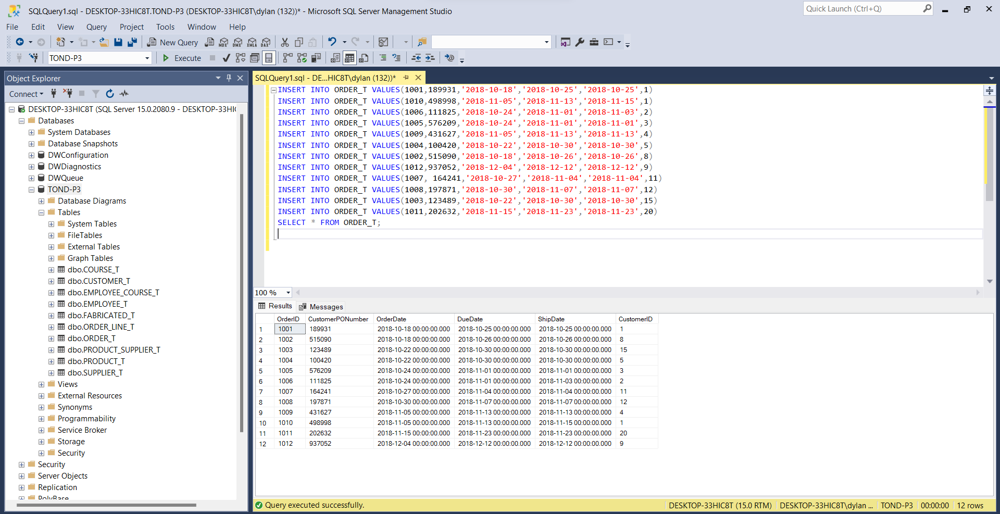 SQLQuery1.sql - DESKTOP-33HIC8T.TOND-P3 (DESKTOP-33HIC8T\dylan (132))* - Microsoft SQL Server Management Studio
Quick Launch (Ctrl+Q)
File Edit View Query Project Tools Window Help
New Query MDX DMX XMLA DAX
TOND-P3 Execute
Object Explorer
Connect
DESKTOP-33HIC8T (SQL Server 15.0.2080.9 - DESKTOP-33HI
Databases
System Databases
Database Snapshots
DWConfiguration
DWDiagnostics
DWQueue
TOND-P3
Database Diagrams
Tables
System Tables
FileTables
External Tables
Graph Tables
dbo.COURSE_T
dbo.CUSTOMER_T
dbo.EMPLOYEE_COURSE_T
dbo.EMPLOYEE_T
dbo.FABRICATED_T
dbo.ORDER_LINE_T
dbo.ORDER_T
dbo.PRODUCT_SUPPLIER_T
dbo.PRODUCT_T
dbo.SUPPLIER_T
Views
External Resources
Synonyms
Programmability
Service Broker
Storage
Security
Security
Server Objects
Replication
PolyBase
SQLQuery1.sql - DE...HIC8T\dylan (132))*
INSERT INTO ORDER_T VALUES(1001,189931,'2018-10-18','2018-10-25','2018-10-25',1)
INSERT INTO ORDER_T VALUES(1010,498998,'2018-11-05','2018-11-13','2018-11-15',1)
INSERT INTO ORDER_T VALUES(1006,111825,'2018-10-24','2018-11-01','2018-11-03',2)
INSERT INTO ORDER_T VALUES(1005,576209,'2018-10-24','2018-11-01','2018-11-01',3)
INSERT INTO ORDER_T VALUES(1009,431627,'2018-11-05','2018-11-13','2018-11-13',4)
INSERT INTO ORDER_T VALUES(1004,100420,'2018-10-22','2018-10-30','2018-10-30',5)
INSERT INTO ORDER_T VALUES(1002,515090,'2018-10-18','2018-10-26','2018-10-26',8)
INSERT INTO ORDER_T VALUES(1012,937052,'2018-12-04','2018-12-12','2018-12-12',9)
INSERT INTO ORDER_T VALUES(1007, 164241,'2018-10-27','2018-11-04','2018-11-04',11)
INSERT INTO ORDER_T VALUES(1008,197871,'2018-10-30','2018-11-07','2018-11-07',12)
INSERT INTO ORDER_T VALUES(1003,123489,'2018-10-22','2018-10-30','2018-10-30',15)
INSERT INTO ORDER_T VALUES(1011,202632,'2018-11-15','2018-11-23','2018-11-23',20)
SELECT * FROM ORDER_T;
100 %
Results Messages
OrderID CustomerPONumber OrderDate DueDate ShipDate CustomerID
1 1001 189931 2018-10-18 00:00:00.000 2018-10-25 00:00:00.000 2018-10-25 00:00:00.000 1
2 1002 515090 2018-10-18 00:00:00.000 2018-10-26 00:00:00.000 2018-10-26 00:00:00.000 8
3 1003 123489 2018-10-22 00:00:00.000 2018-10-30 00:00:00.000 2018-10-30 00:00:00.000 15
4 1004 100420 2018-10-22 00:00:00.000 2018-10-30 00:00:00.000 2018-10-30 00:00:00.000 5
5 1005 576209 2018-10-24 00:00:00.000 2018-11-01 00:00:00.000 2018-11-01 00:00:00.000 3
6 1006 111825 2018-10-24 00:00:00.000 2018-11-01 00:00:00.000 2018-11-03 00:00:00.000 2
7 1007 164241 2018-10-27 00:00:00.000 2018-11-04 00:00:00.000 2018-11-04 00:00:00.000 11
8 1008 197871 2018-10-30 00:00:00.000 2018-11-07 00:00:00.000 2018-11-07 00:00:00.000 12
9 1009 431627 2018-11-05 00:00:00.000 2018-11-13 00:00:00.000 2018-11-13 00:00:00.000 4
10 1010 498998 2018-11-05 00:00:00.000 2018-11-13 00:00:00.000 2018-11-15 00:00:00.000 1
11 1011 202632 2018-11-15 00:00:00.000 2018-11-23 00:00:00.000 2018-11-23 00:00:00.000 20
12 1012 937052 2018-12-04 00:00:00.000 2018-12-12 00:00:00.000 2018-12-12 00:00:00.000 9
Query executed successfully. DESKTOP-33HIC8T (15.0 RTM) DESKTOP-33HIC8T\dylan ... TOND-P3 00:00:00 12 rows